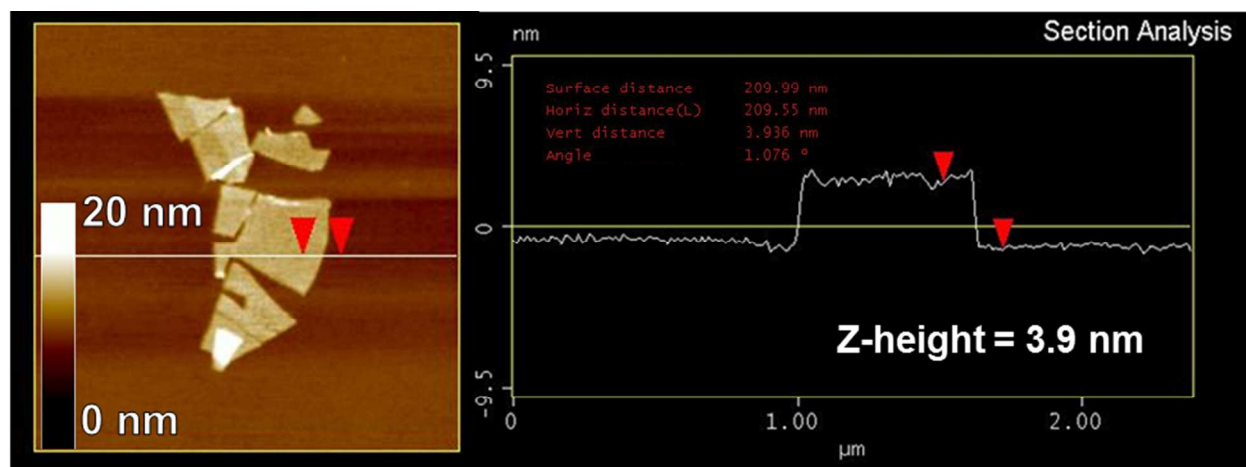 20 nm
0 nm
nm
Section Analysis
9.5
0
-9.5
Surface distance 209.99 nm
Horiz distance(L) 209.55 nm
Vert distance 3.936 nm
Angle 1.076 °
Z-height = 3.9 nm
0 1.00 2.00
µm